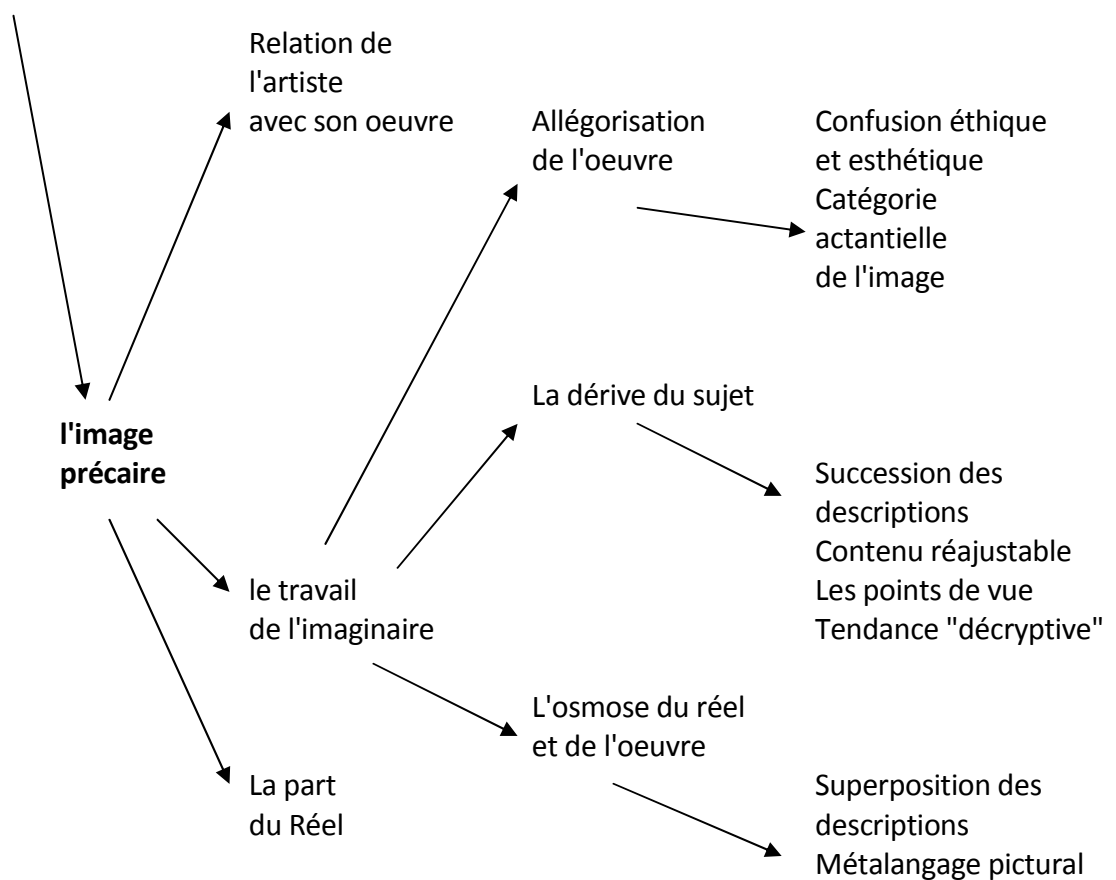 Relation de
l'artiste
avec son oeuvre
Allégorisation
de l'oeuvre
Confusion éthique
et esthétique
Catégorie
actantielle
de l'image
La dérive du sujet
l'image
précaire
Succession des
descriptions
Contenu réajustable
Les points de vue
Tendance "décryptive"
le travail
de l'imaginaire
L'osmose du réel
et de l'oeuvre
La part
du Réel
Superposition des
descriptions
Métalangage pictural